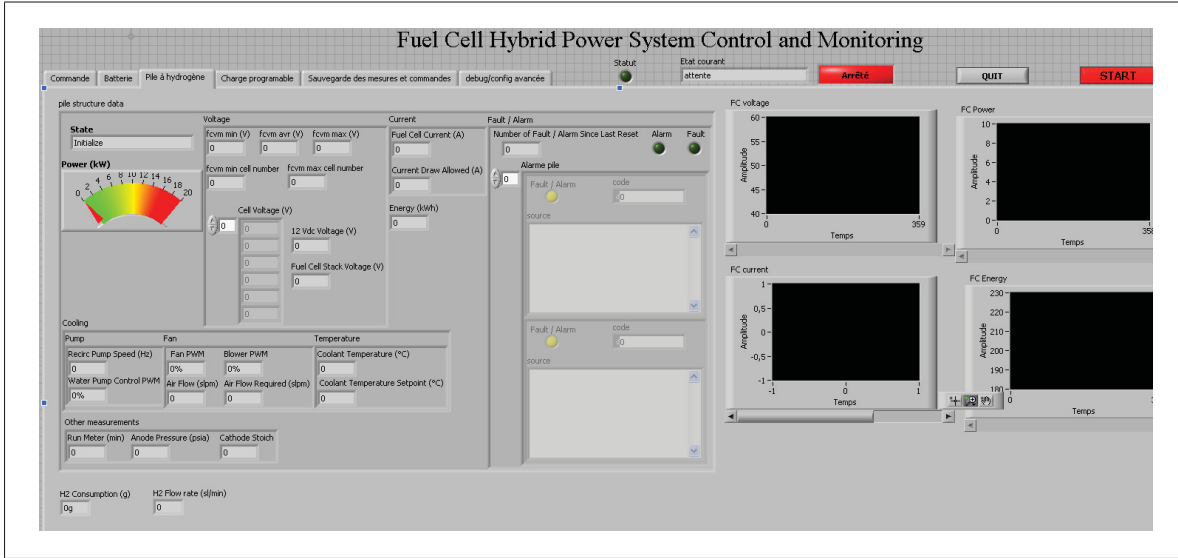 Fuel Cell Hybrid Power System Control and Monitoring
Statut
Etat courant
attente
Arrêté
QUIT
START
Commande Batterie Pile à hydrogène Charge programable Sauvegarde des mesures et commandes debug/config avancée
pile structure data
State
Initialize
Power (kW)
0 2 4 6 8 10 12 14 16 18 20
Voltage
fcvm min (V) fcvm avr (V) fcvm max (V)
0 0 0
fcvm min cell number fcvm max cell number
0 0
Cell Voltage (V)
0
0
0
0
0
0
0
12 Vdc Voltage (V)
0
Fuel Cell Stack Voltage (V)
0
Current
Fuel Cell Current (A)
0
Current Draw Allowed (A)
0
Energy (kWh)
0
Fault / Alarm
Number of Fault / Alarm Since Last Reset Alarm Fault
0
Alarme pile
0
Fault / Alarm code
0
source
Fault / Alarm code
0
source
Cooling
Pump
Recirc Pump Speed (Hz)
0
Water Pump Control PWM
0%
Fan
Fan PWM Blower PWM
0% 0%
Air Flow (slpm) Air Flow Required (slpm)
0 0
Temperature
Coolant Temperature (°C)
0
Coolant Temperature Setpoint (°C)
0
Other measurements
Run Meter (min) Anode Pressure (psia) Cathode Stoich
0 0 0
H2 Consumption (g) H2 Flow rate (sl/min)
0g 0
FC voltage
Amplitude
60
55
50
45
40
0 359
Temps
FC Power
Amplitude
10
8
6
4
2
0
0
Temps
FC current
Amplitude
1
0,5
0
-0,5
-1
-1 0 1
Temps
FC Energy
Amplitude
230
220
210
200
190
180
0
Temps